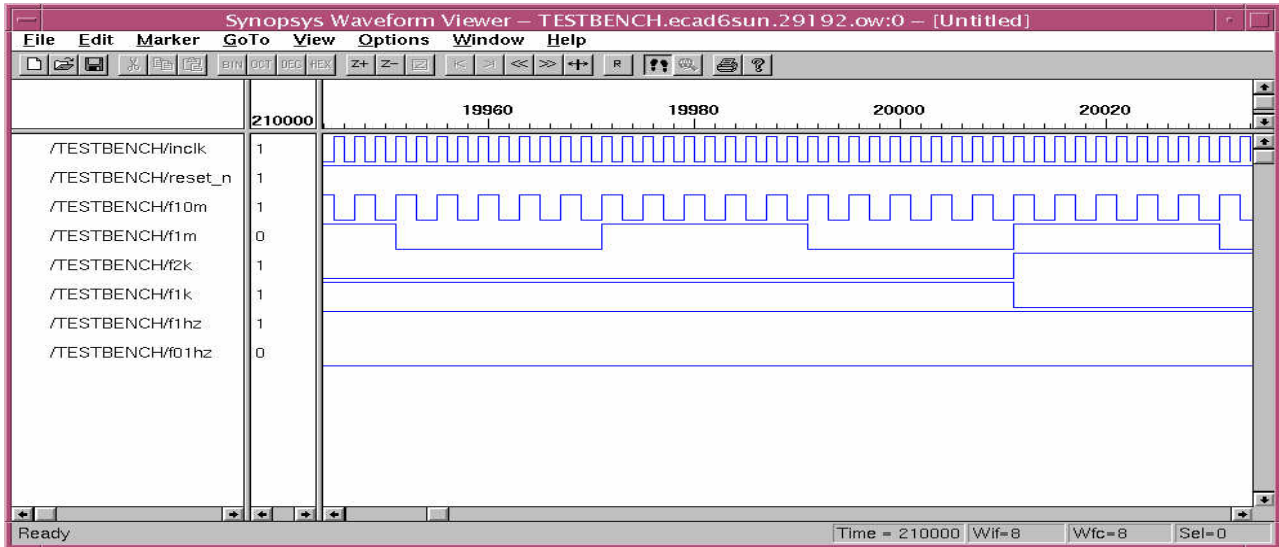 Synopsys Waveform Viewer – TESTBENCH.ecad6sun.29192.ow:0 – [Untitled]
File Edit Marker GoTo View Options Window Help
BIN OCT DEC HEX Z+ Z- R
19960 19980 20000 20020
210000
/TESTBENCH/inclk 1
/TESTBENCH/reset_n 1
/TESTBENCH/f10m 1
/TESTBENCH/f1m 0
/TESTBENCH/f2k 1
/TESTBENCH/f1k 1
/TESTBENCH/f1hz 1
/TESTBENCH/f01hz 0
Ready Time = 210000 Wif=8 Wfc=8 Sel=0